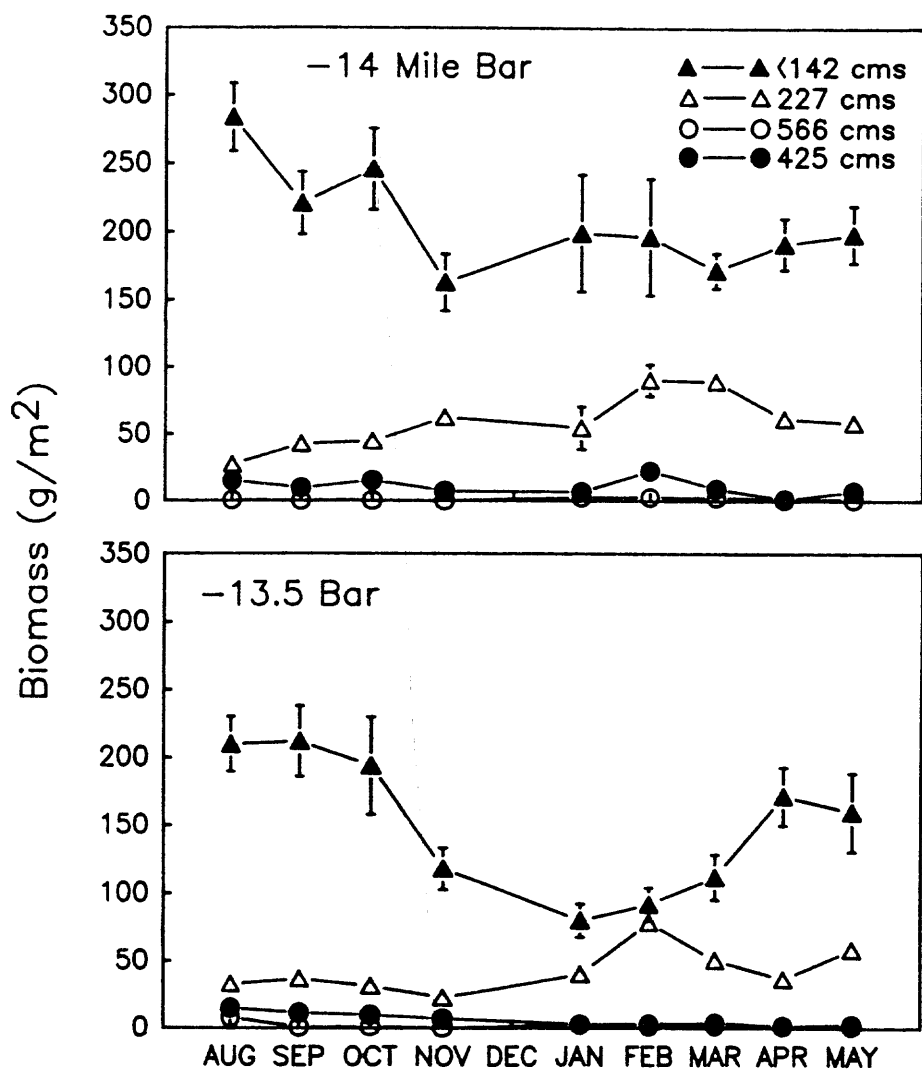 Biomass (g/m2)
350
300
250
200
150
100
50
0
-14 Mile Bar
<142 cms
227 cms
566 cms
425 cms
350
300
250
200
150
100
50
0
-13.5 Bar
AUG SEP OCT NOV DEC JAN FEB MAR APR MAY